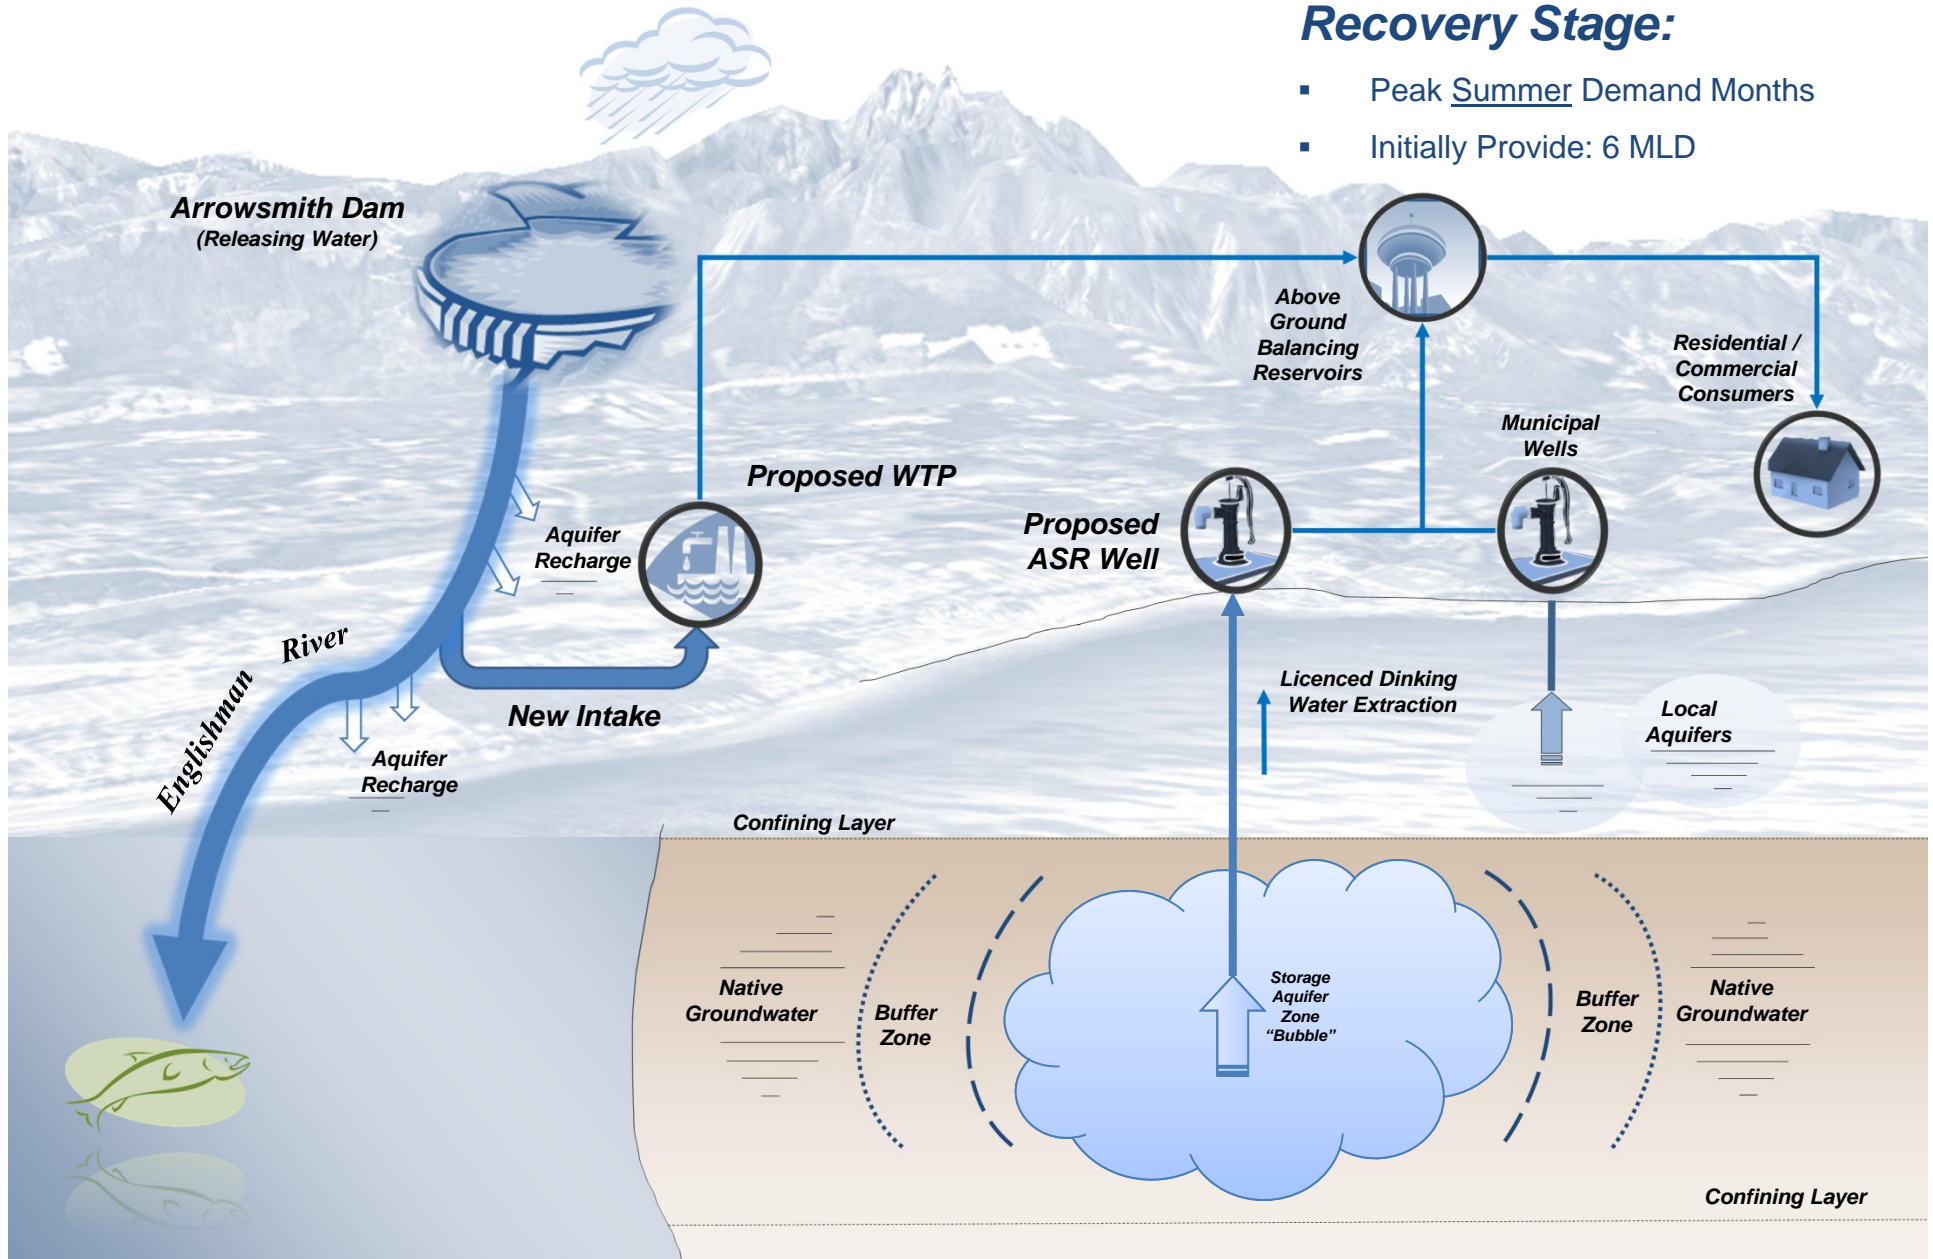 Recovery Stage:
▪ Peak Summer Demand Months
▪ Initially Provide: 6 MLD
Arrowsmith Dam
(Releasing Water)
Above
Ground
Balancing
Reservoirs
Residential /
Commercial
Consumers
Municipal
Wells
Proposed WTP
Proposed
ASR Well
Aquifer
Recharge
Englishman River
New Intake
Licenced Dinking
Water Extraction
Local
Aquifers
Aquifer
Recharge
Confining Layer
Native
Groundwater
Buffer
Zone
Storage
Aquifer
Zone
“Bubble”
Buffer
Zone
Native
Groundwater
Confining Layer